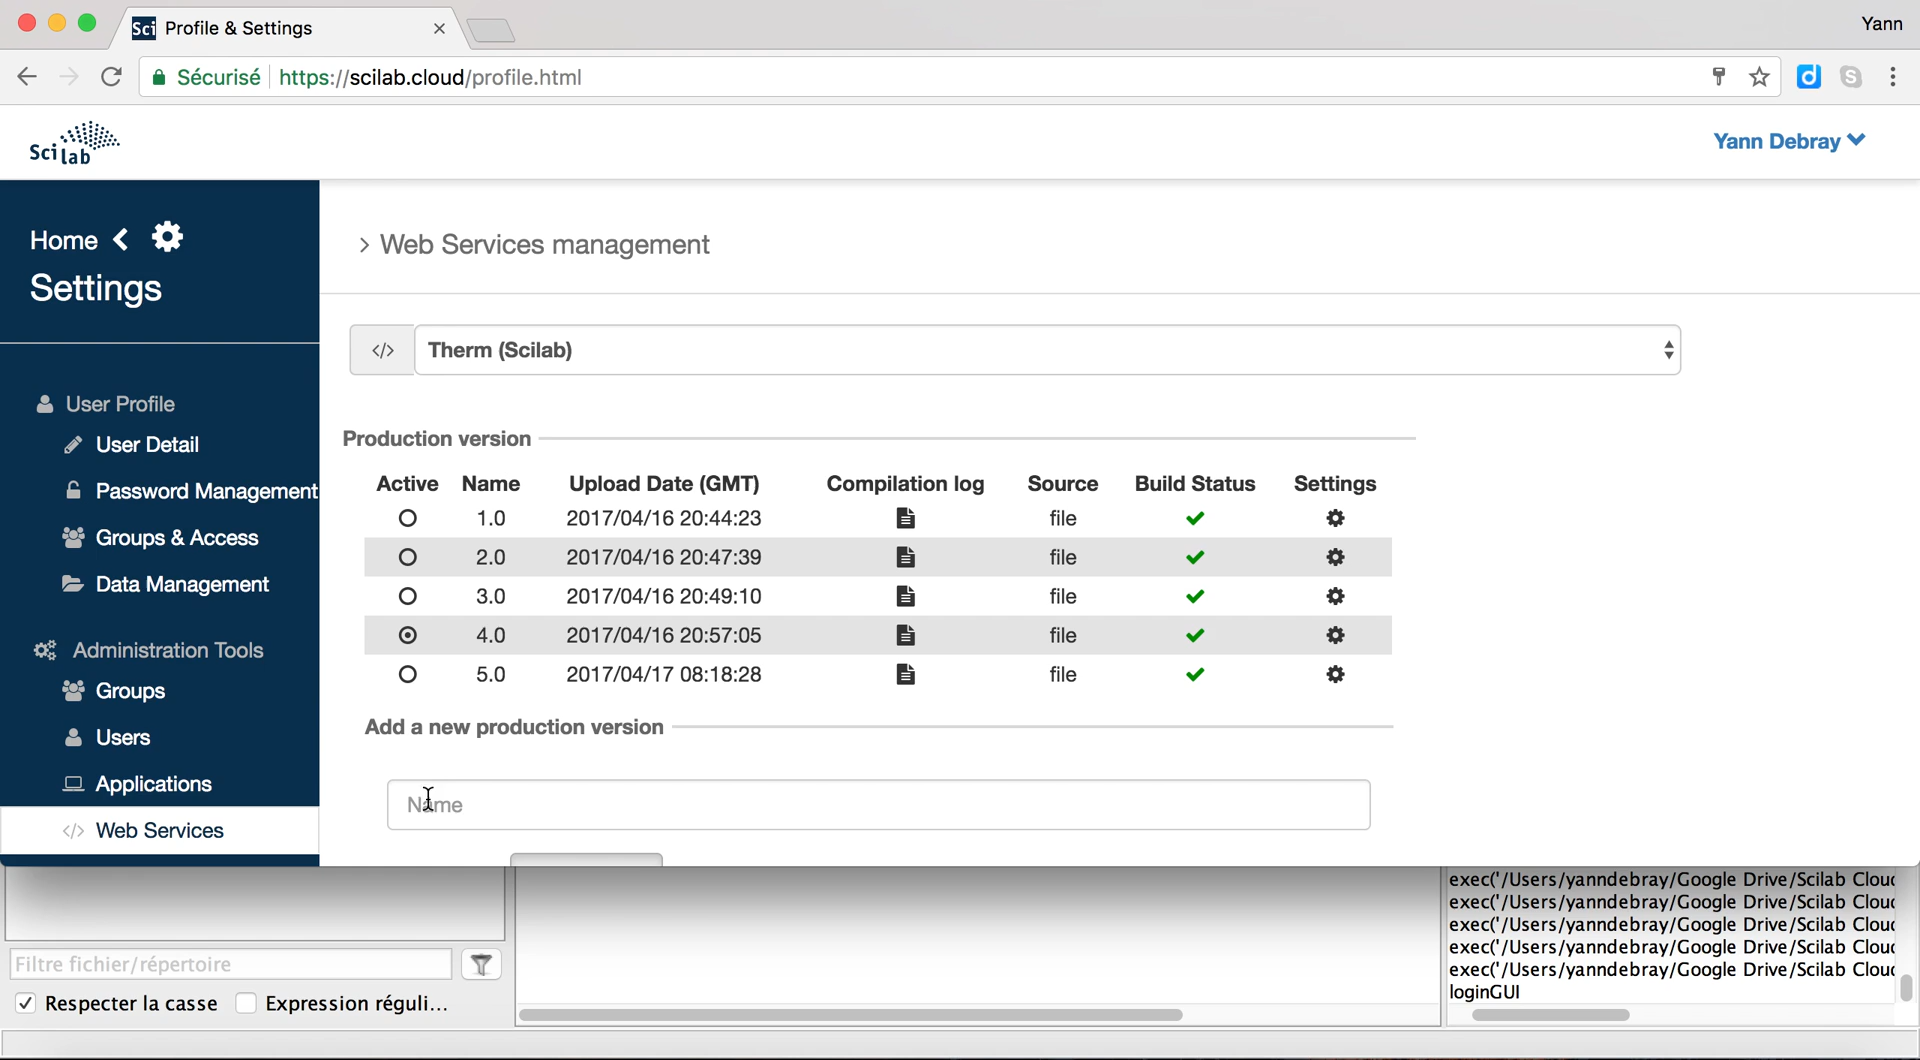 Sci Profile & Settings
Yann
Sécurisé https://scilab.cloud/profile.html
Scilab
Yann Debray
Home
Settings
> Web Services management
</> Therm (Scilab)
User Profile
User Detail
Password Management
Groups & Access
Data Management
Administration Tools
Groups
Users
Applications
</> Web Services
Production version
Active Name Upload Date (GMT) Compilation log Source Build Status Settings
1.0 2017/04/16 20:44:23 file
2.0 2017/04/16 20:47:39 file
3.0 2017/04/16 20:49:10 file
4.0 2017/04/16 20:57:05 file
5.0 2017/04/17 08:18:28 file
Add a new production version
Name
Filtre fichier/répertoire
Respecter la casse Expression réguli...
exec('/Users/yanndebray/Google Drive/Scilab Clou
exec('/Users/yanndebray/Google Drive/Scilab Clou
exec('/Users/yanndebray/Google Drive/Scilab Clou
exec('/Users/yanndebray/Google Drive/Scilab Clou
exec('/Users/yanndebray/Google Drive/Scilab Clou
loginGUI